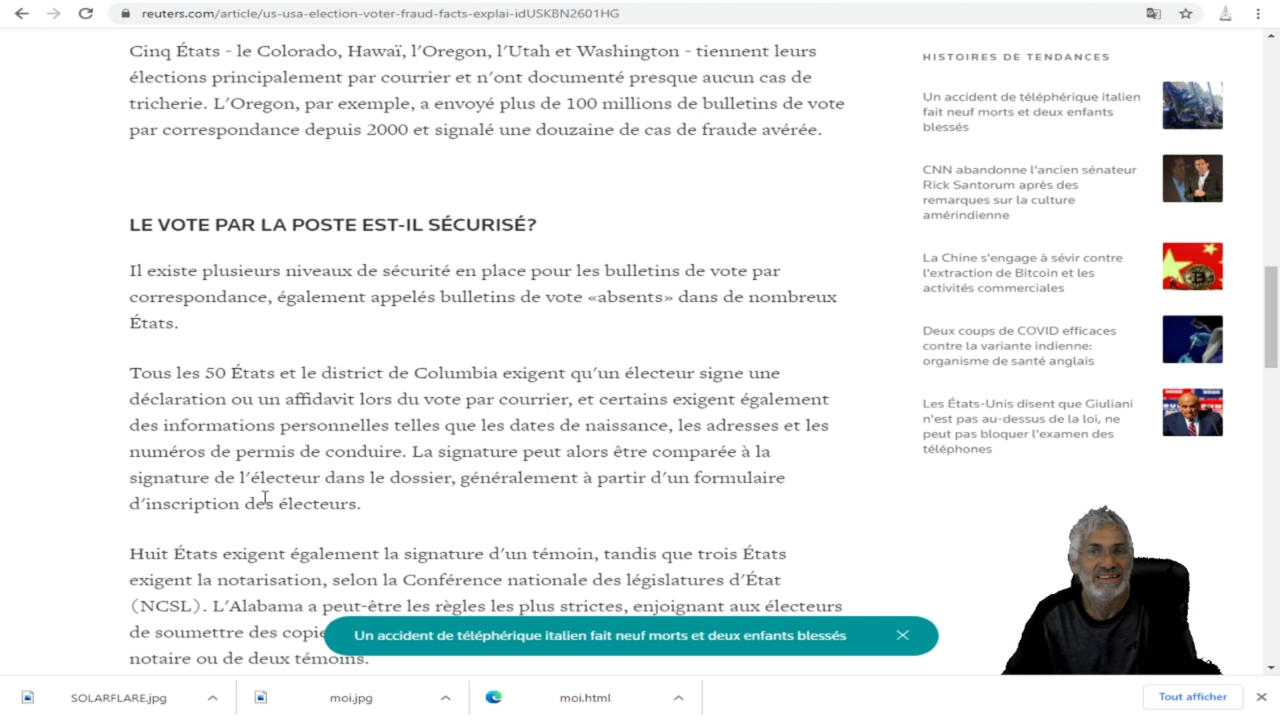 reuters.com/article/us-usa-election-voter-fraud-facts-explai-idUSKBN2601HG
Cinq États - le Colorado, Hawaï, l'Oregon, l'Utah et Washington - tiennent leurs
élections principalement par courrier et n'ont documenté presque aucun cas de
tricherie. L'Oregon, par exemple, a envoyé plus de 100 millions de bulletins de vote
par correspondance depuis 2000 et signalé une douzaine de cas de fraude avérée.
LE VOTE PAR LA POSTE EST-IL SÉCURISÉ?
Il existe plusieurs niveaux de sécurité en place pour les bulletins de vote par
correspondance, également appelés bulletins de vote «absents» dans de nombreux
États.
Tous les 50 États et le district de Columbia exigent qu'un électeur signe une
déclaration ou un affidavit lors du vote par courrier, et certains exigent également
des informations personnelles telles que les dates de naissance, les adresses et les
numéros de permis de conduire. La signature peut alors être comparée à la
signature de l'électeur dans le dossier, généralement à partir d'un formulaire
d'inscription des électeurs.
Huit États exigent également la signature d'un témoin, tandis que trois États
exigent la notarisation, selon la Conférence nationale des législatures d'État
(NCSL). L'Alabama a peut-être les règles les plus strictes, enjoignant aux électeurs
de soumettre des copie
notaire ou de deux témoins.
HISTOIRES DE TENDANCES
Un accident de téléphérique italien
fait neuf morts et deux enfants
blessés
CNN abandonne l'ancien sénateur
Rick Santorum après des
remarques sur la culture
amérindienne
La Chine s'engage à sévir contre
l'extraction de Bitcoin et les
activités commerciales
Deux coups de COVID efficaces
contre la variante indienne:
organisme de santé anglais
Les États-Unis disent que Giuliani
n'est pas au-dessus de la loi, ne
peut pas bloquer l'examen des
téléphones
Un accident de téléphérique italien fait neuf morts et deux enfants blessés
SOLARFLARE.jpg
moi.jpg
moi.html
Tout afficher